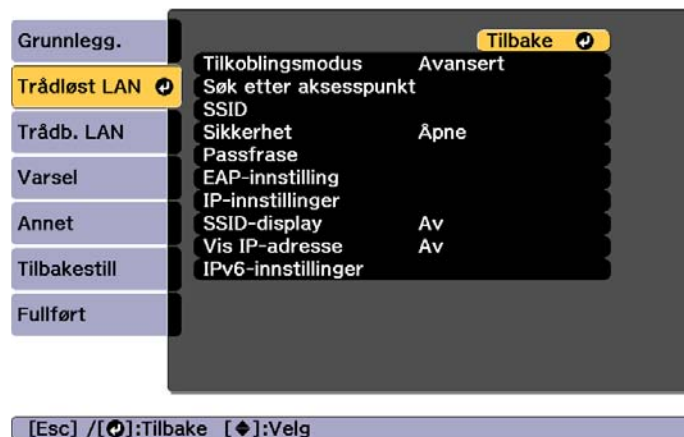 Grunnlegg.
Trådløst LAN
Trådb. LAN
Varsel
Annet
Tilbakestill
Fullført
Tilbake
Tilkoblingsmodus Avansert
Søk etter aksesspunkt
SSID
Sikkerhet Åpne
Passfrase
EAP-innstilling
IP-innstillinger
SSID-display Av
Vis IP-adresse Av
IPv6-innstillinger
[Esc] /[⏎]:Tilbake [◆]:Velg